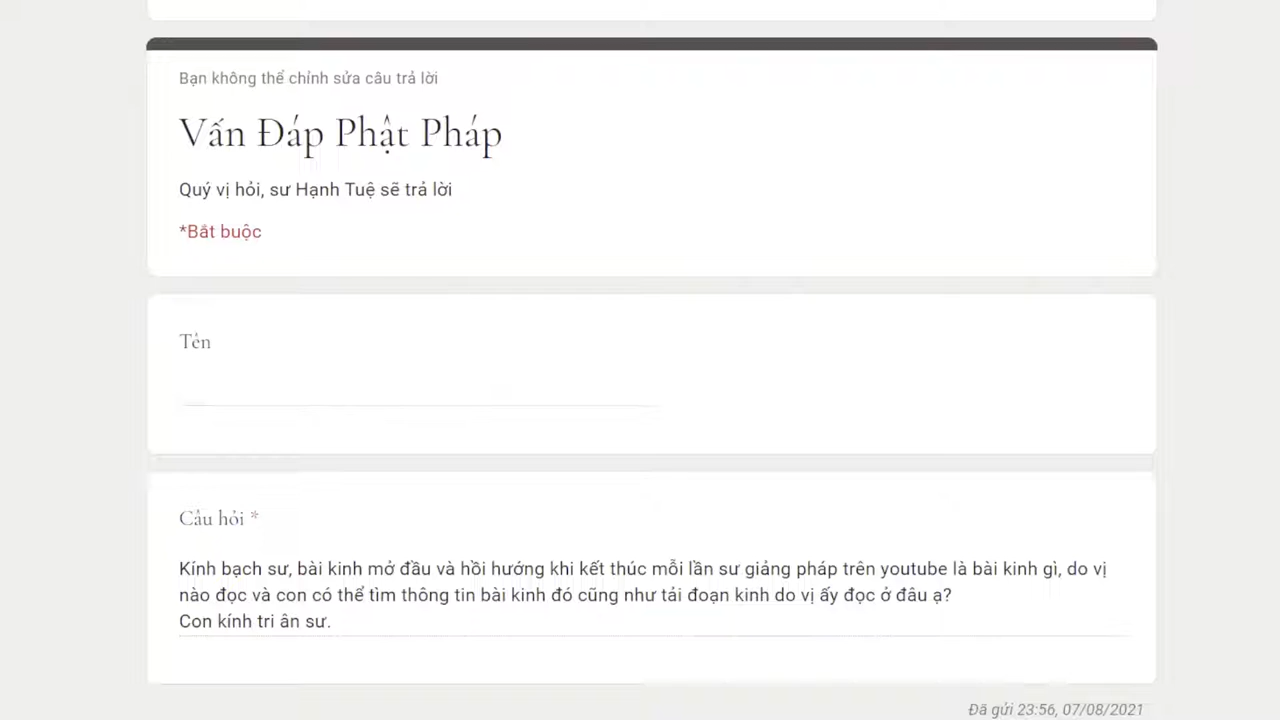 Bạn không thể chỉnh sửa câu trả lời
Vấn Đáp Phật Pháp
Quý vị hỏi, sư Hạnh Tuệ sẽ trả lời
*Bắt buộc
Tên
Câu hỏi *
Kính bạch sư, bài kinh mở đầu và hồi hướng khi kết thúc mỗi lần sư giảng pháp trên youtube là bài kinh gì, do vị
nào đọc và con có thể tìm thông tin bài kinh đó cũng như tải đoạn kinh do vị ấy đọc ở đâu ạ?
Con kính tri ân sư.
Đã gửi 23:56, 07/08/2021